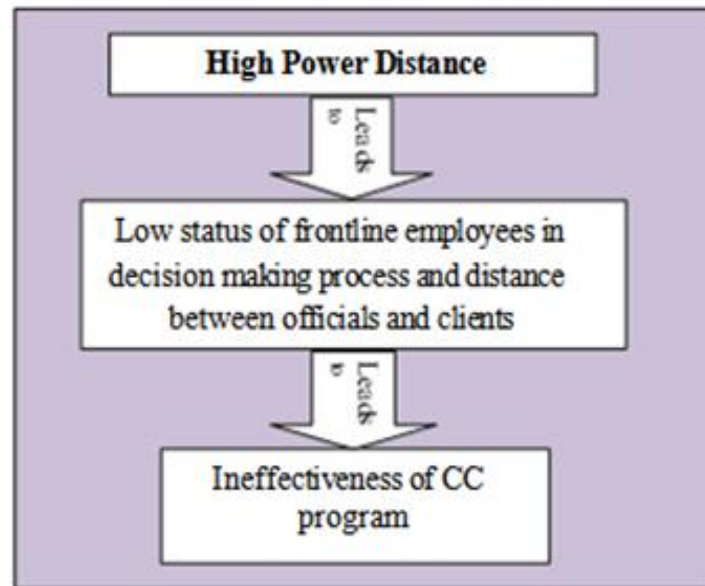 High Power Distance
Leads
to
Low status of frontline employees in
decision making process and distance
between officials and clients
Leads
to
Ineffectiveness of CC
program